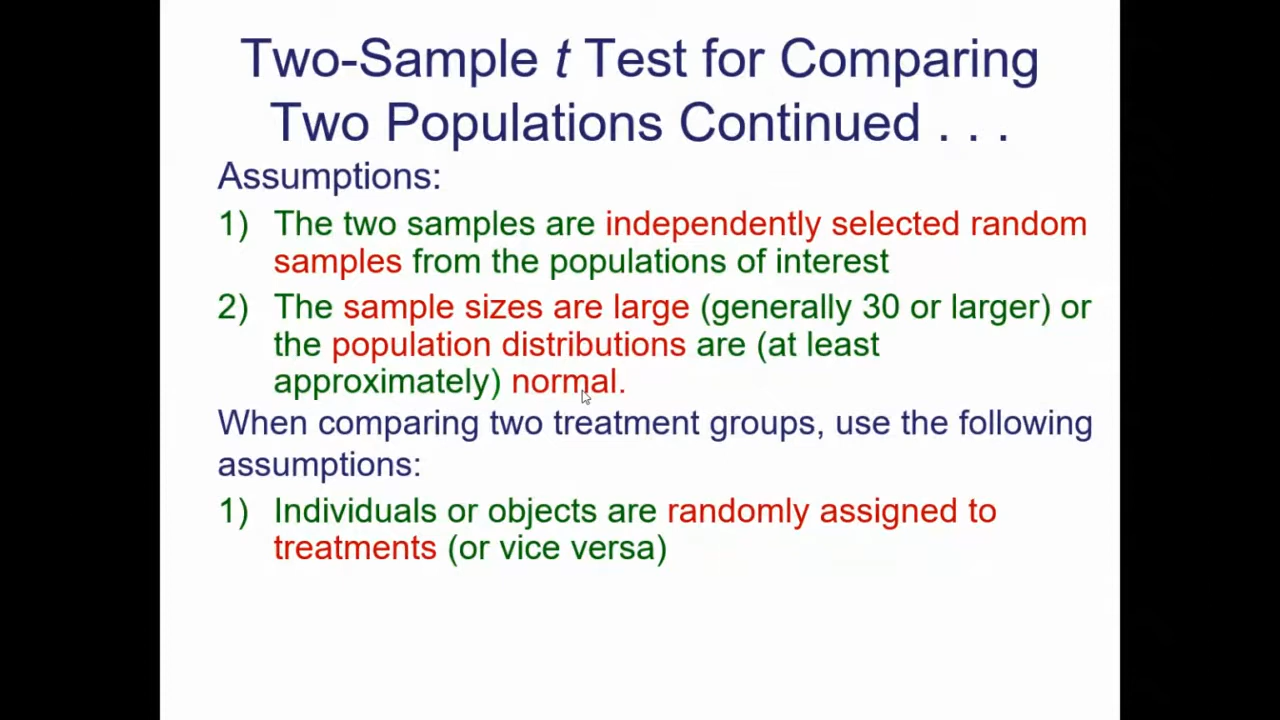 Two-Sample t Test for Comparing
Two Populations Continued . . .
Assumptions:
1) The two samples are independently selected random
samples from the populations of interest
2) The sample sizes are large (generally 30 or larger) or
the population distributions are (at least
approximately) normal.
When comparing two treatment groups, use the following
assumptions:
1) Individuals or objects are randomly assigned to
treatments (or vice versa)